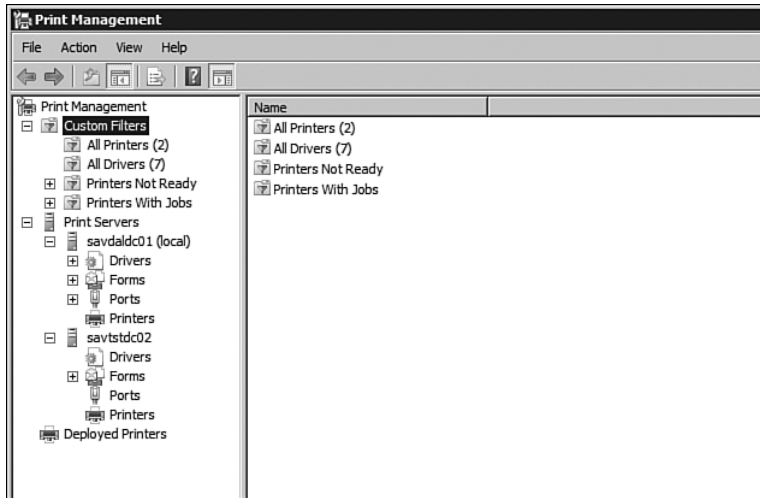 Print Management
File Action View Help
Print Management
Custom Filters
All Printers (2)
All Drivers (7)
Printers Not Ready
Printers With Jobs
Print Servers
savdaldc01 (local)
Drivers
Forms
Ports
Printers
savtstdc02
Drivers
Forms
Ports
Printers
Deployed Printers
Name
All Printers (2)
All Drivers (7)
Printers Not Ready
Printers With Jobs